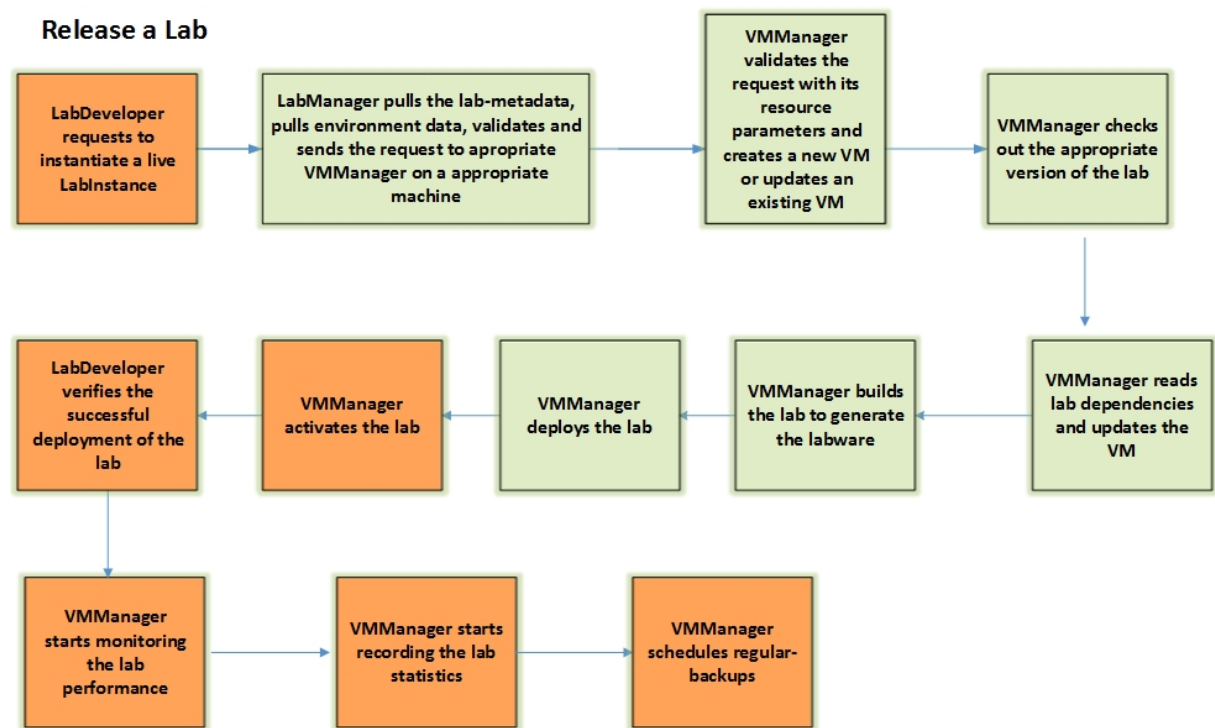 Release a Lab
LabDeveloper
requests to
instantiate a live
LabInstance
LabManager pulls the lab-metadata,
pulls environment data, validates and
sends the request to apropriate
VMManager on a appropriate
machine
VMManager
validates the
request with its
resource
parameters and
creates a new VM
or updates an
existing VM
VMManager checks
out the appropriate
version of the lab
VMManager reads
lab dependencies
and updates the
VM
VMManager builds
the lab to generate
the labware
VMManager
deploys the lab
VMManager
activates the lab
LabDeveloper
verifies the
successful
deployment of the
lab
VMManager
starts monitoring
the lab
performance
VMManager starts
recording the lab
statistics
VMManager
schedules regular-
backups